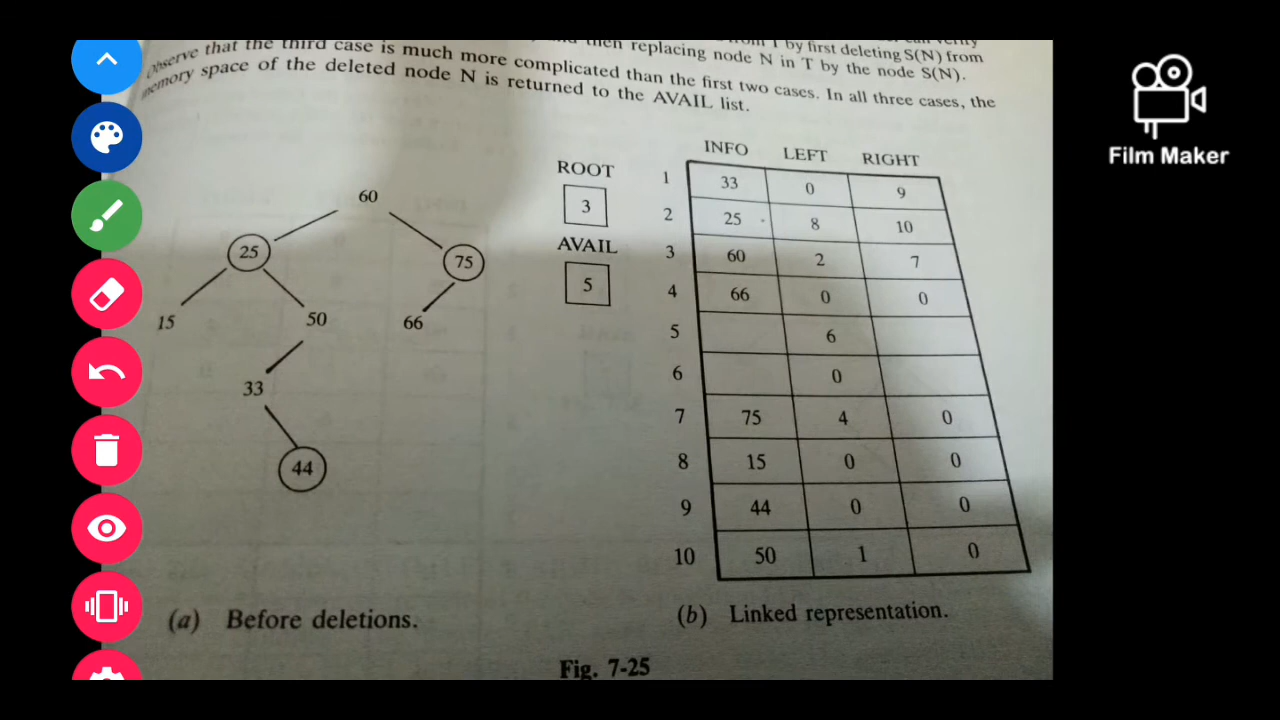 by first deleting S(N) from
then replacing node N in T by the node S(N).
Observe that the third case is much more complicated than the first two cases. In all three cases, the
memory space of the deleted node N is returned to the AVAIL list.
60
25
75
15
50
66
33
44
(a) Before deletions.
ROOT
3
AVAIL
5
INFO LEFT RIGHT
1 33 0 9
2 25 8 10
3 60 2 7
4 66 0 0
5 6
6 0
7 75 4 0
8 15 0 0
9 44 0 0
10 50 1 0
(b) Linked representation.
Fig. 7-25
Film Maker